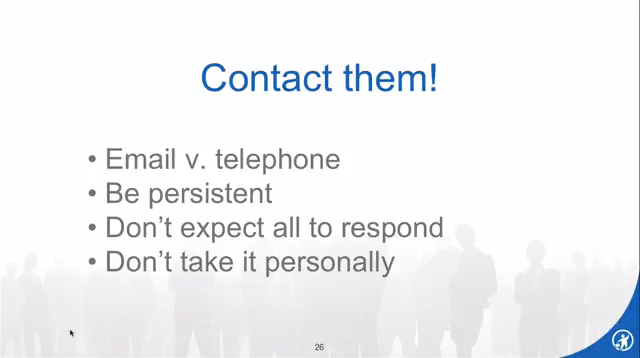 Contact them!
• Email v. telephone
• Be persistent
• Don’t expect all to respond
• Don’t take it personally
26